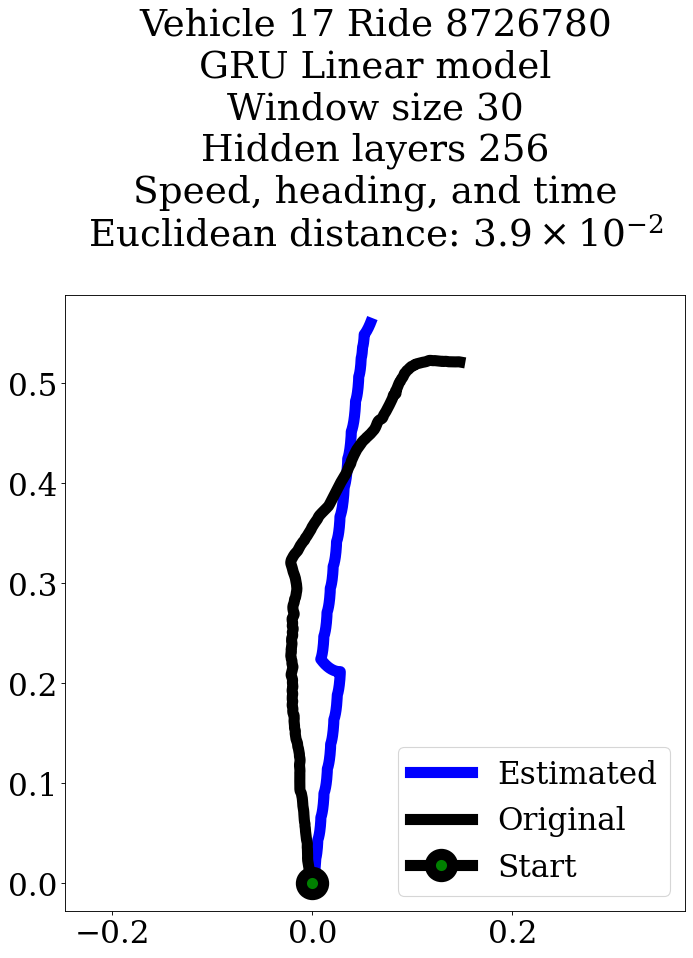 Vehicle 17 Ride 8726780
GRU Linear model
Window size 30
Hidden layers 256
Speed, heading, and time
Euclidean distance: 3.9 × 10⁻²
0.5
0.4
0.3
0.2
0.1
0.0
Estimated
Original
Start
−0.2 0.0 0.2